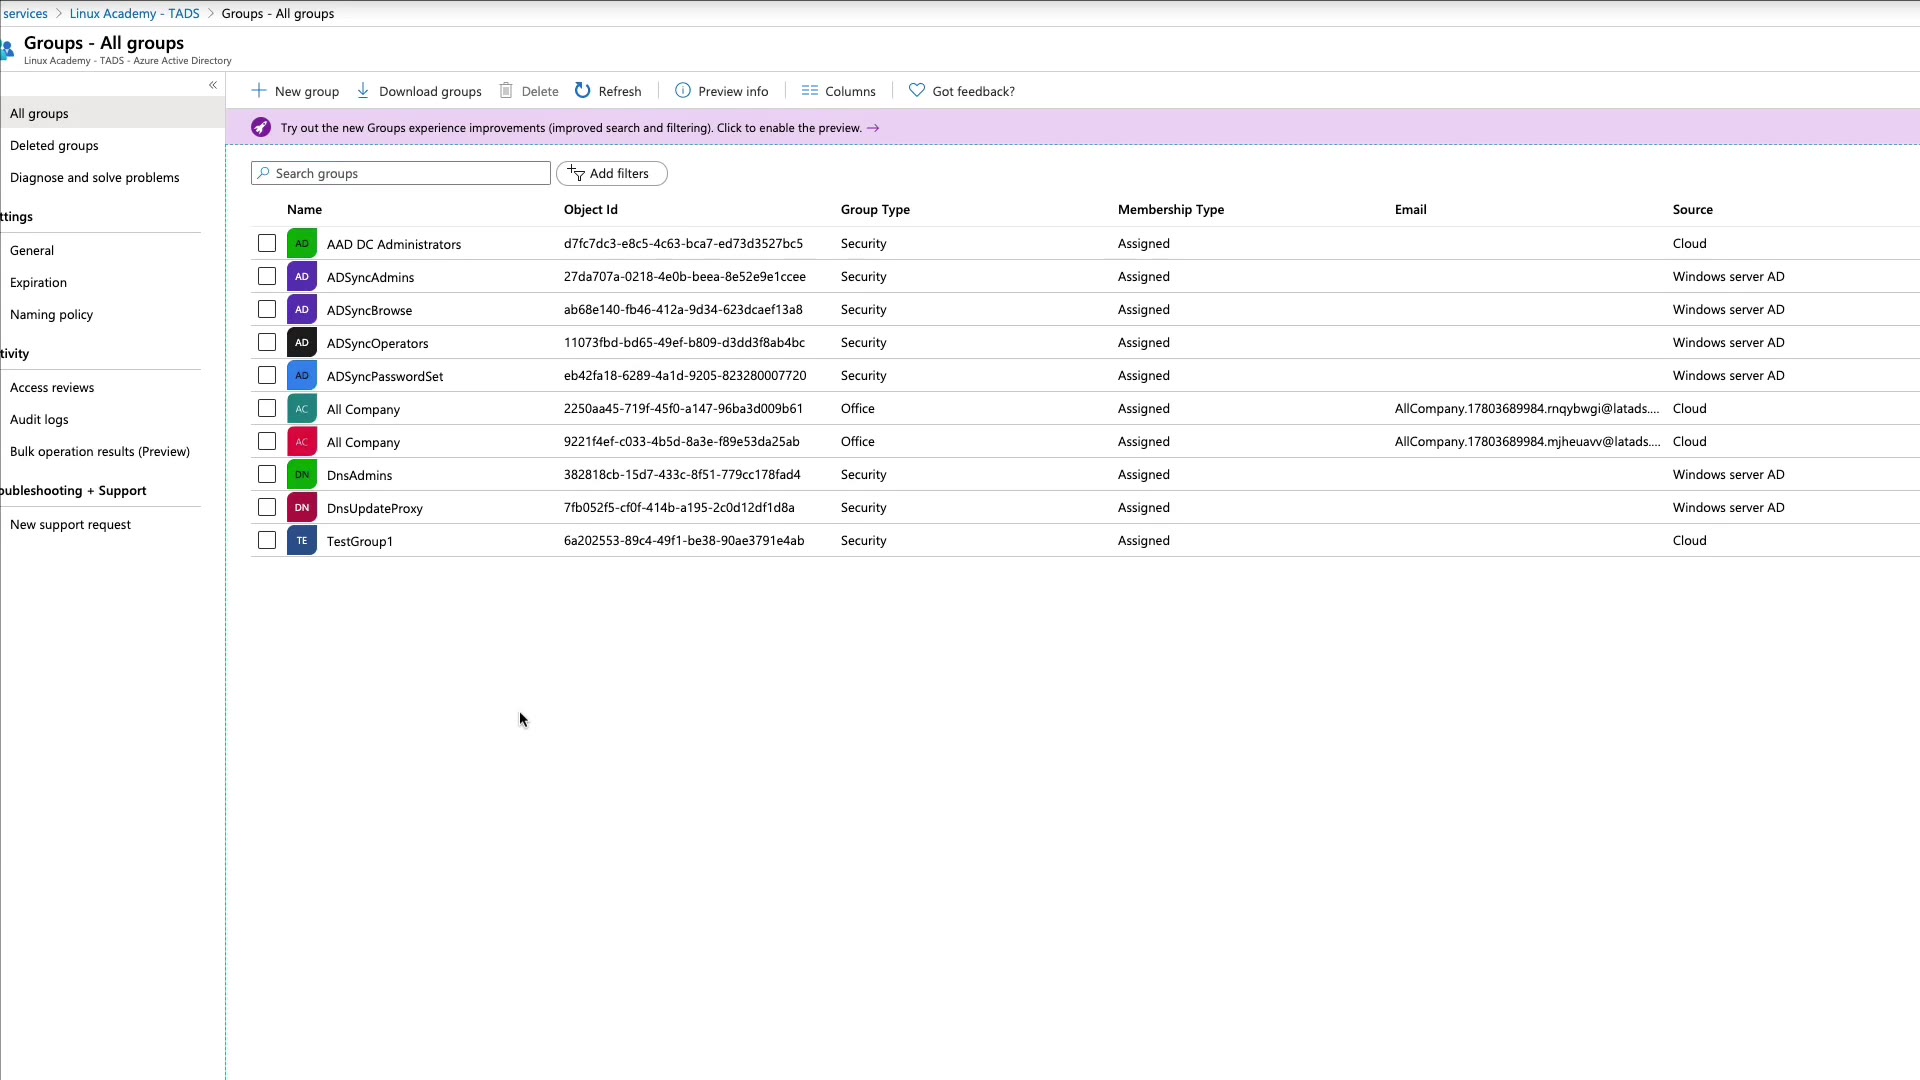 services > Linux Academy - TADS > Groups - All groups
Groups - All groups
Linux Academy - TADS - Azure Active Directory
«
All groups
Deleted groups
Diagnose and solve problems
ttings
General
Expiration
Naming policy
tivity
Access reviews
Audit logs
Bulk operation results (Preview)
oubleshooting + Support
New support request
New group Download groups Delete Refresh Preview info Columns Got feedback?
Try out the new Groups experience improvements (improved search and filtering). Click to enable the preview. →
Search groups Add filters
Name Object Id Group Type Membership Type Email Source
AD AAD DC Administrators d7fc7dc3-e8c5-4c63-bca7-ed73d3527bc5 Security Assigned Cloud
AD ADSyncAdmins 27da707a-0218-4e0b-beea-8e52e9e1ccee Security Assigned Windows server AD
AD ADSyncBrowse ab68e140-fb46-412a-9d34-623dcaef13a8 Security Assigned Windows server AD
AD ADSyncOperators 11073fbd-bd65-49ef-b809-d3dd3f8ab4bc Security Assigned Windows server AD
AD ADSyncPasswordSet eb42fa18-6289-4a1d-9205-823280007720 Security Assigned Windows server AD
AC All Company 2250aa45-719f-45f0-a147-96ba3d009b61 Office Assigned AllCompany.17803689984.rnqybwgi@latads.... Cloud
AC All Company 9221f4ef-c033-4b5d-8a3e-f89e53da25ab Office Assigned AllCompany.17803689984.mjheuavv@latads.... Cloud
DN DnsAdmins 382818cb-15d7-433c-8f51-779cc178fad4 Security Assigned Windows server AD
DN DnsUpdateProxy 7fb052f5-cf0f-414b-a195-2c0d12df1d8a Security Assigned Windows server AD
TE TestGroup1 6a202553-89c4-49f1-be38-90ae3791e4ab Security Assigned Cloud